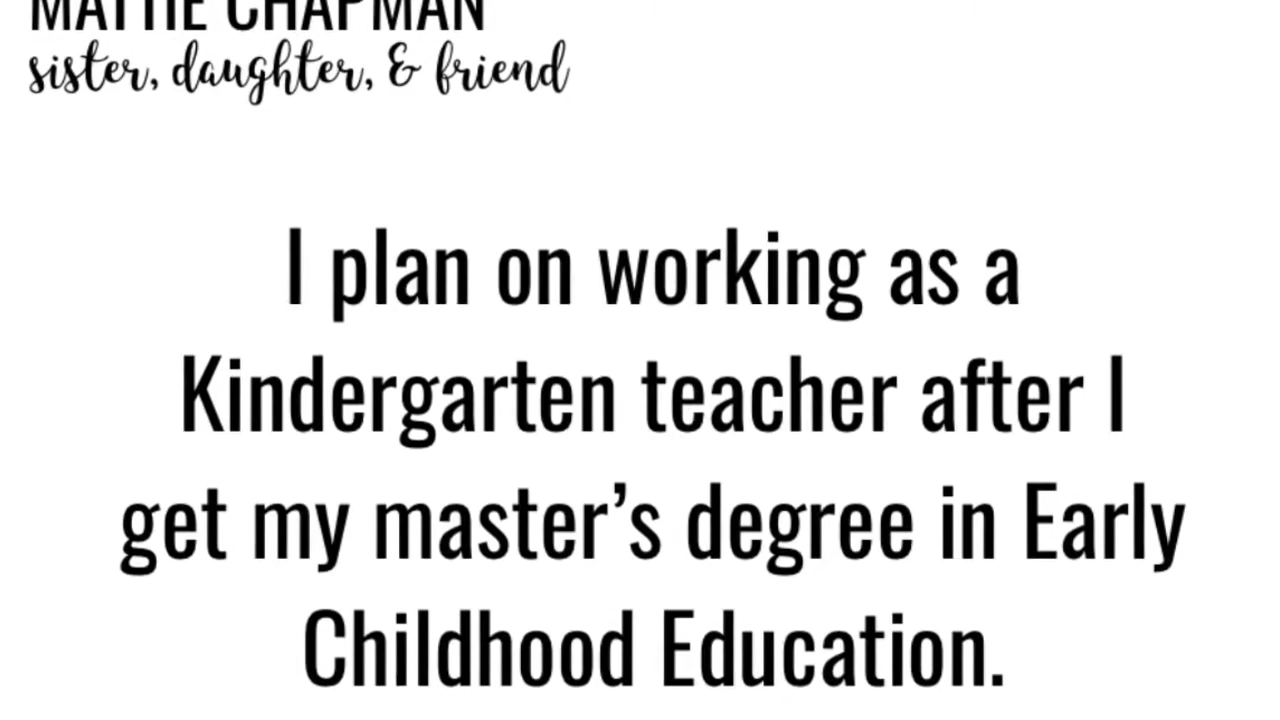 MATTIE CHAPMAN
sister, daughter, & friend
I plan on working as a
Kindergarten teacher after I
get my master’s degree in Early
Childhood Education.